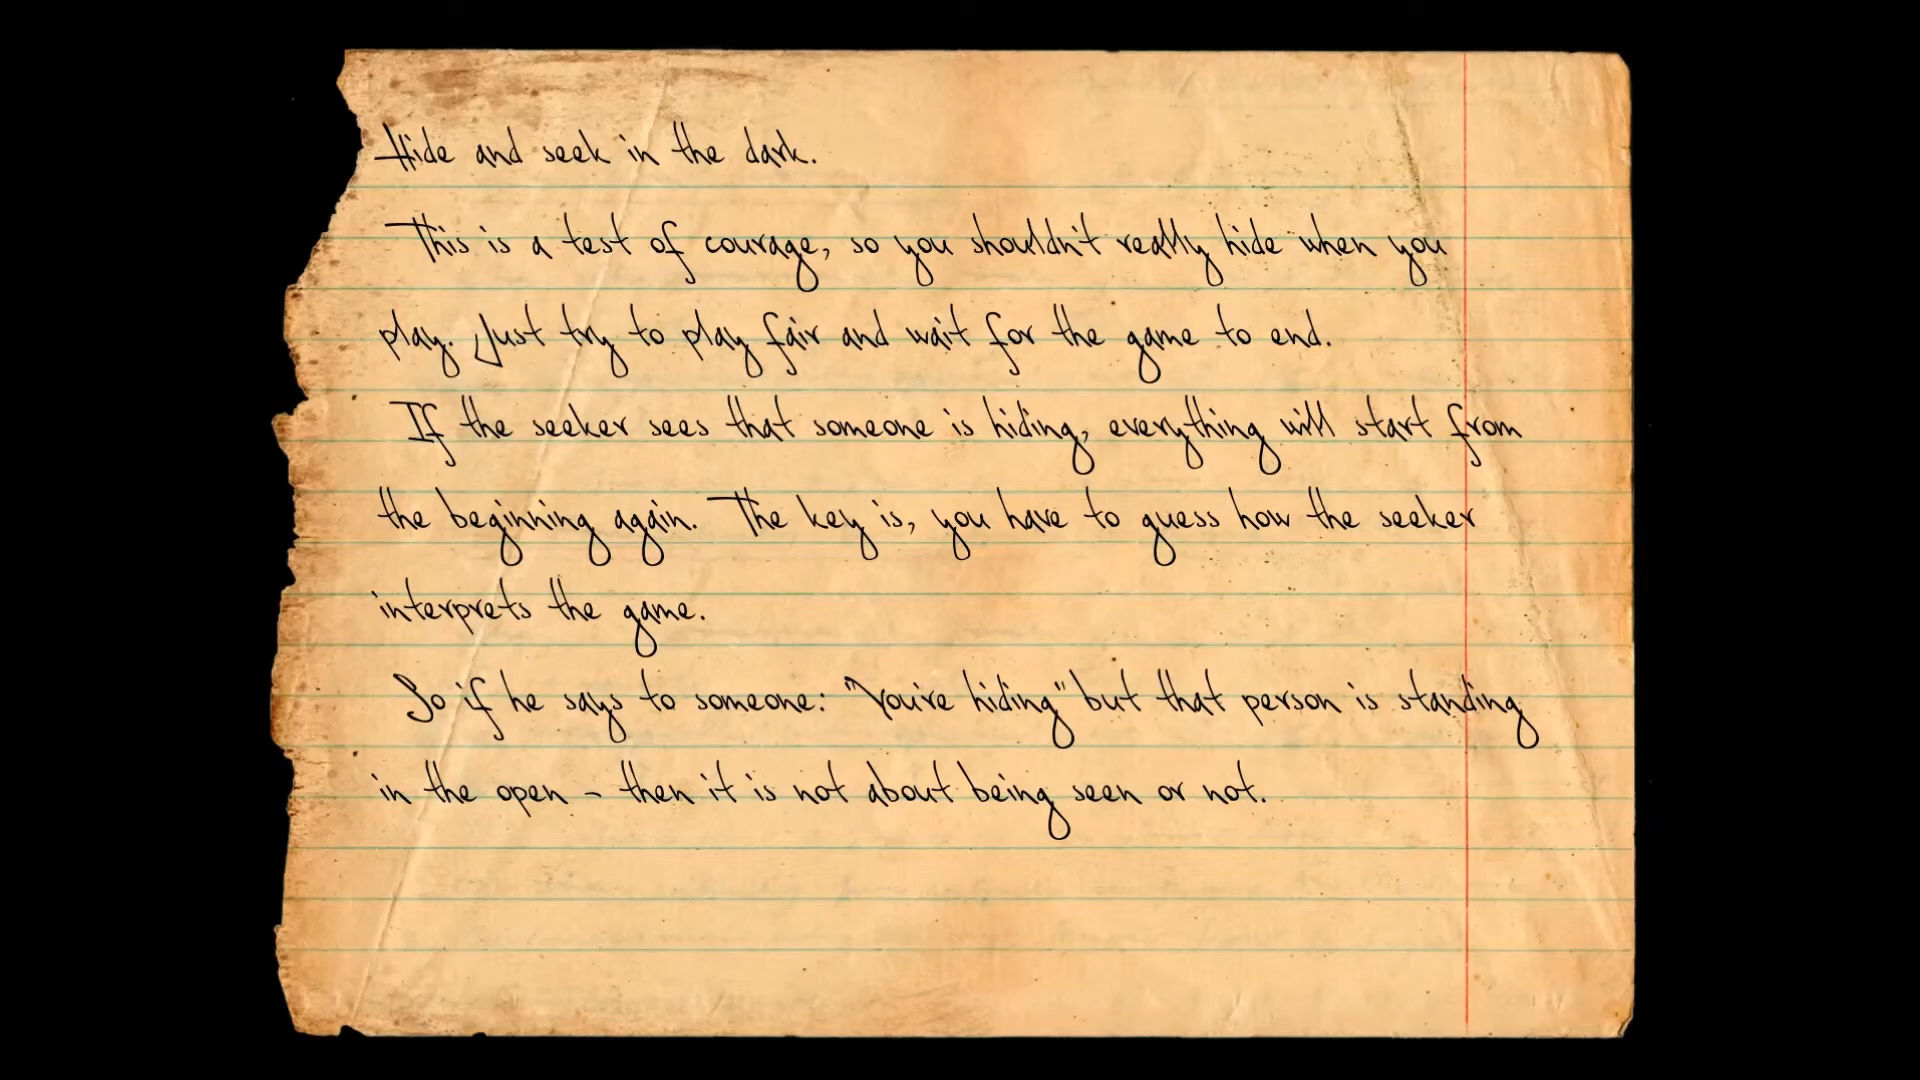 Hide and seek in the dark.
This is a test of courage, so you shouldn't really hide when you
play. Just try to play fair and wait for the game to end.
If the seeker sees that someone is hiding, everything will start from
the beginning again. The key is, you have to guess how the seeker
interprets the game.
So if he says to someone: "You're hiding" but that person is standing
in the open - then it is not about being seen or not.